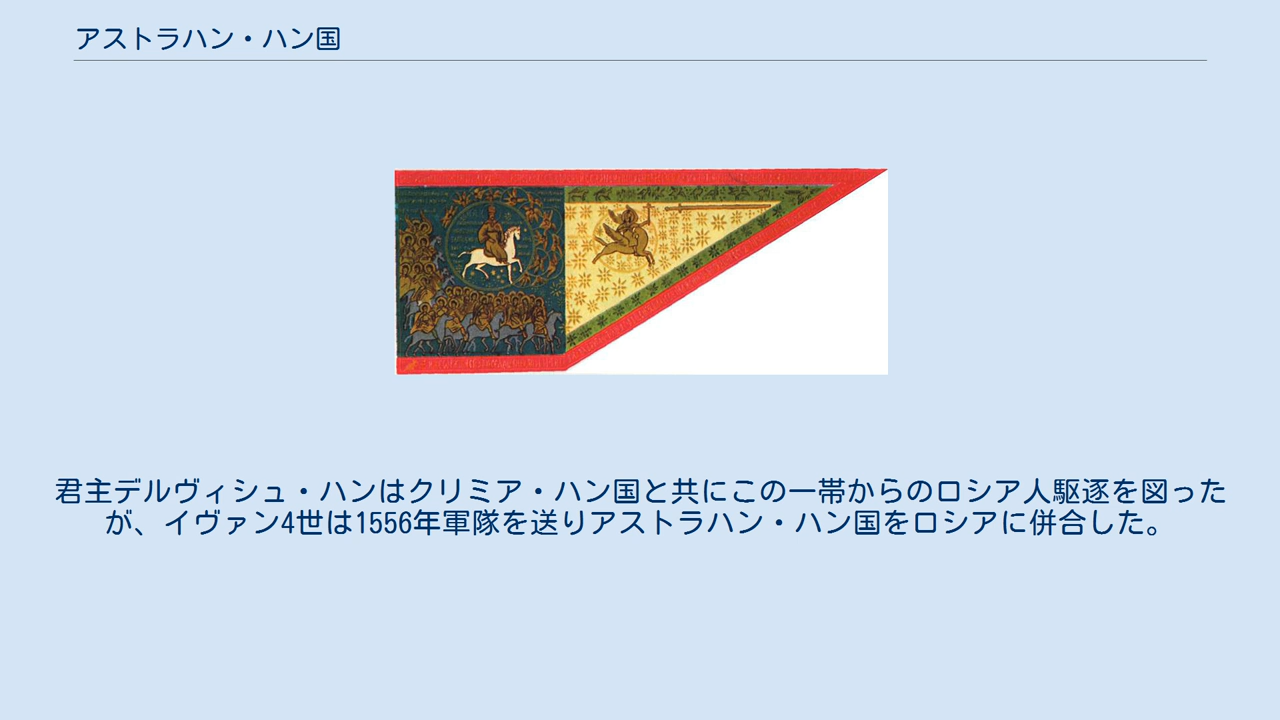 アストラハン・ハン国
君主デルヴィシュ・ハンはクリミア・ハン国と共にこの一帯からのロシア人駆逐を図った
が、イヴァン4世は1556年軍隊を送りアストラハン・ハン国をロシアに併合した。